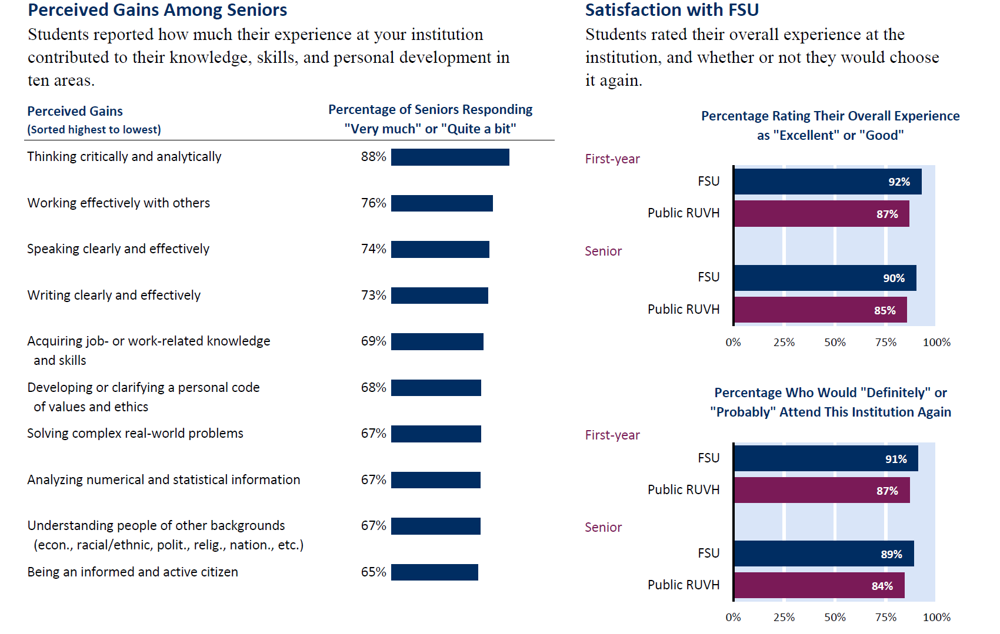 Perceived Gains Among Seniors
Students reported how much their experience at your institution
contributed to their knowledge, skills, and personal development in
ten areas.
Perceived Gains
(Sorted highest to lowest)
Percentage of Seniors Responding
"Very much" or "Quite a bit"
Thinking critically and analytically 88%
Working effectively with others 76%
Speaking clearly and effectively 74%
Writing clearly and effectively 73%
Acquiring job- or work-related knowledge 69%
and skills
Developing or clarifying a personal code 68%
of values and ethics
Solving complex real-world problems 67%
Analyzing numerical and statistical information 67%
Understanding people of other backgrounds 67%
(econ., racial/ethnic, polit., relig., nation., etc.)
Being an informed and active citizen 65%
Satisfaction with FSU
Students rated their overall experience at the
institution, and whether or not they would choose
it again.
Percentage Rating Their Overall Experience
as "Excellent" or "Good"
First-year
FSU 92%
Public RUVH 87%
Senior
FSU 90%
Public RUVH 85%
0% 25% 50% 75% 100%
Percentage Who Would "Definitely" or
"Probably" Attend This Institution Again
First-year
FSU 91%
Public RUVH 87%
Senior
FSU 89%
Public RUVH 84%
0% 25% 50% 75% 100%